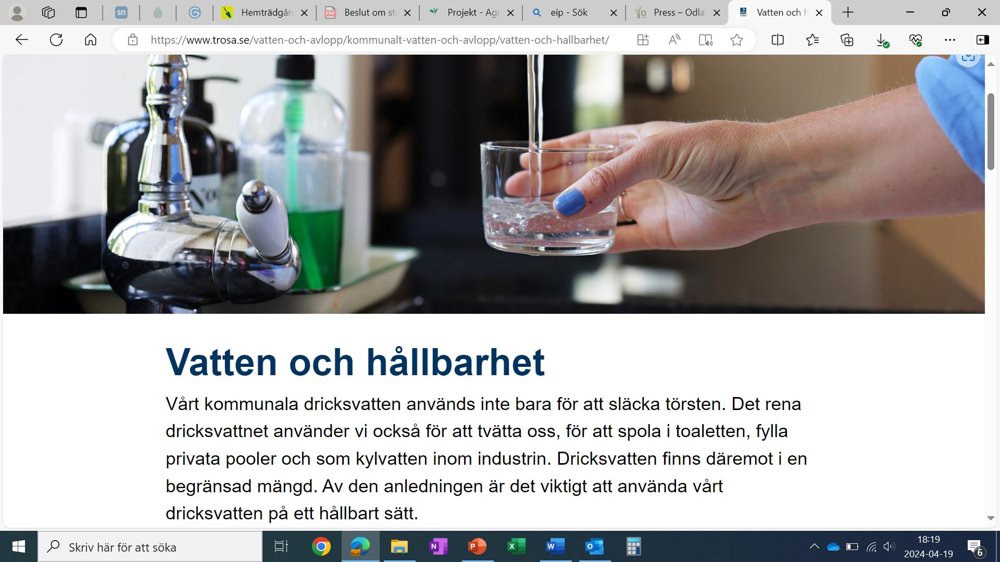 sn
Hemträdgår
Beslut om st
Projekt - Ag
eip - Sök
Press – Odla
Vatten och h
https://www.trosa.se/vatten-och-avlopp/kommunalt-vatten-och-avlopp/vatten-och-hallbarhet/
Vatten och hållbarhet
Vårt kommunala dricksvatten används inte bara för att släcka törsten. Det rena
dricksvattnet använder vi också för att tvätta oss, för att spola i toaletten, fylla
privata pooler och som kylvatten inom industrin. Dricksvatten finns däremot i en
begränsad mängd. Av den anledningen är det viktigt att använda vårt
dricksvatten på ett hållbart sätt.
Skriv här för att söka
18:19
2024-04-19
6